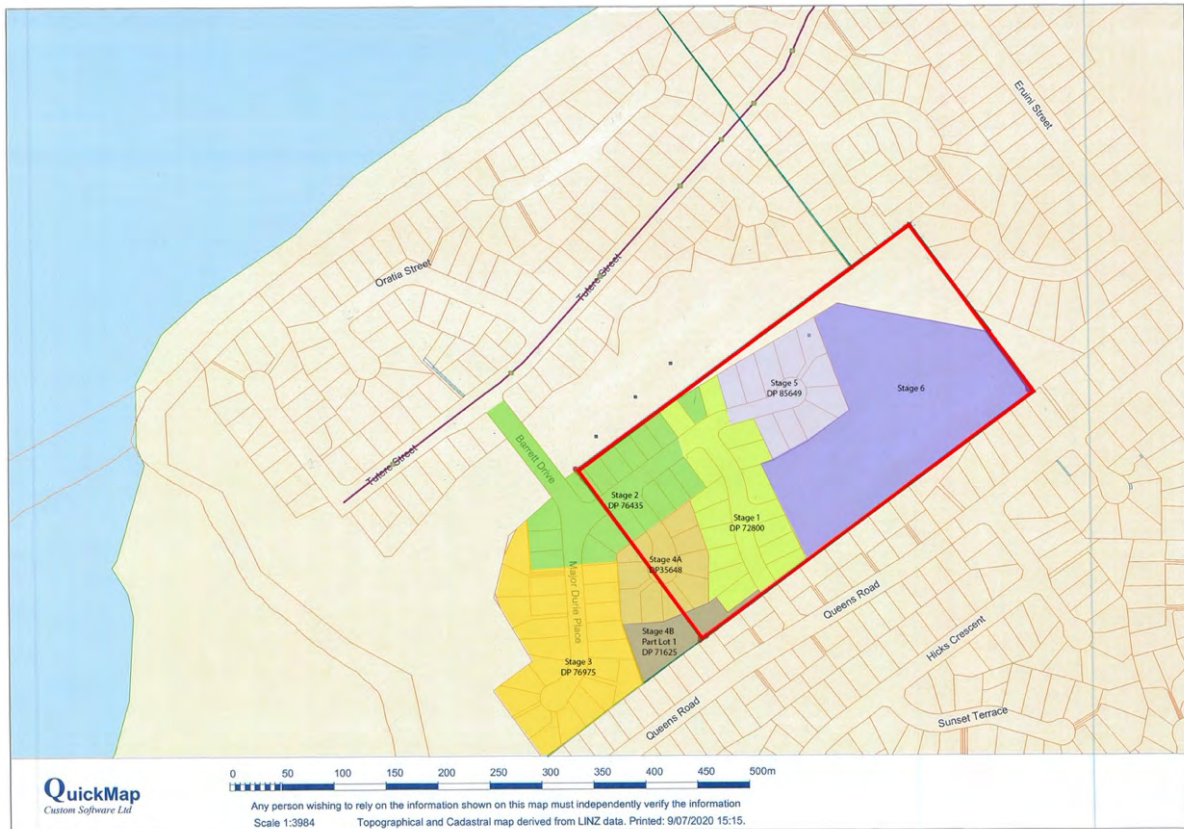 Eruini Street
Oratia Street
Tutere Street
Stage 5
DP 85649
Stage 6
Barrett Drive
Tutere Street
Stage 2
DP 76435
Stage 1
DP 72800
Stage 4A
DP35648
Major Durin Place
Queens Road
Stage 4B
Part Lot 1
DP 71625
Hicks Crescent
Stage 3
DP 76975
Queens Road
Sunset Terrace
0 50 100 150 200 250 300 350 400 450 500m
QuickMap
Custom Software Ltd
Any person wishing to rely on the information shown on this map must independently verify the information
Scale 1:3984 Topographical and Cadastral map derived from LINZ data. Printed: 9/07/2020 15:15.